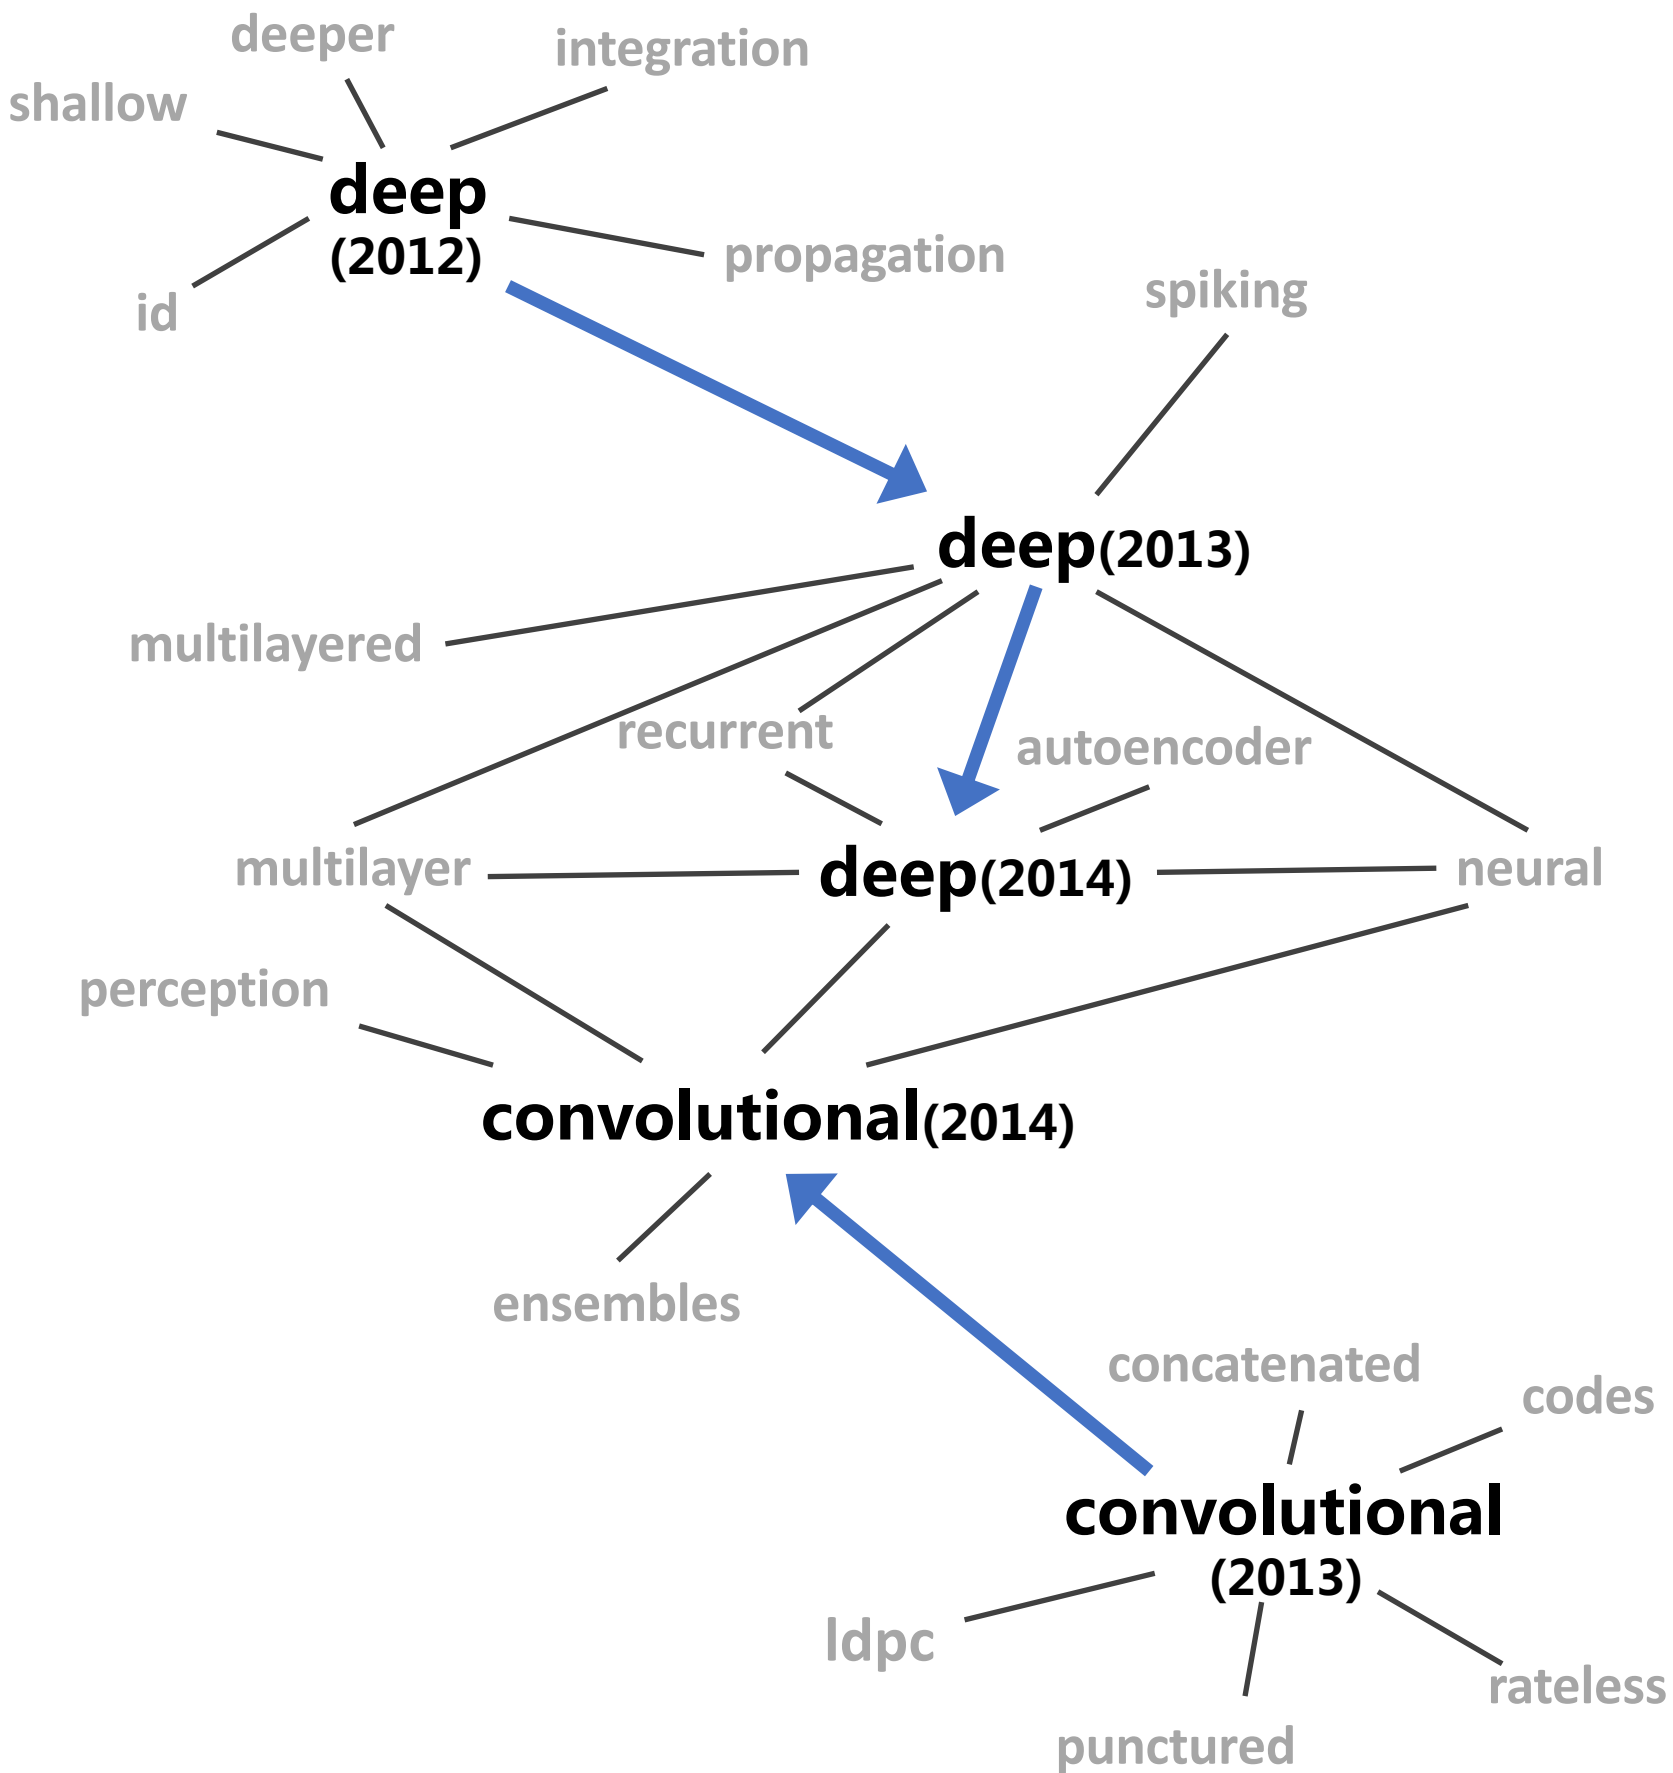 deeper
integration
shallow
deep
(2012)
propagation
id
spiking
deep(2013)
multilayered
recurrent
autoencoder
multilayer
deep(2014)
neural
perception
convolutional(2014)
ensembles
concatenated
codes
convolutional
(2013)
ldpc
rateless
punctured